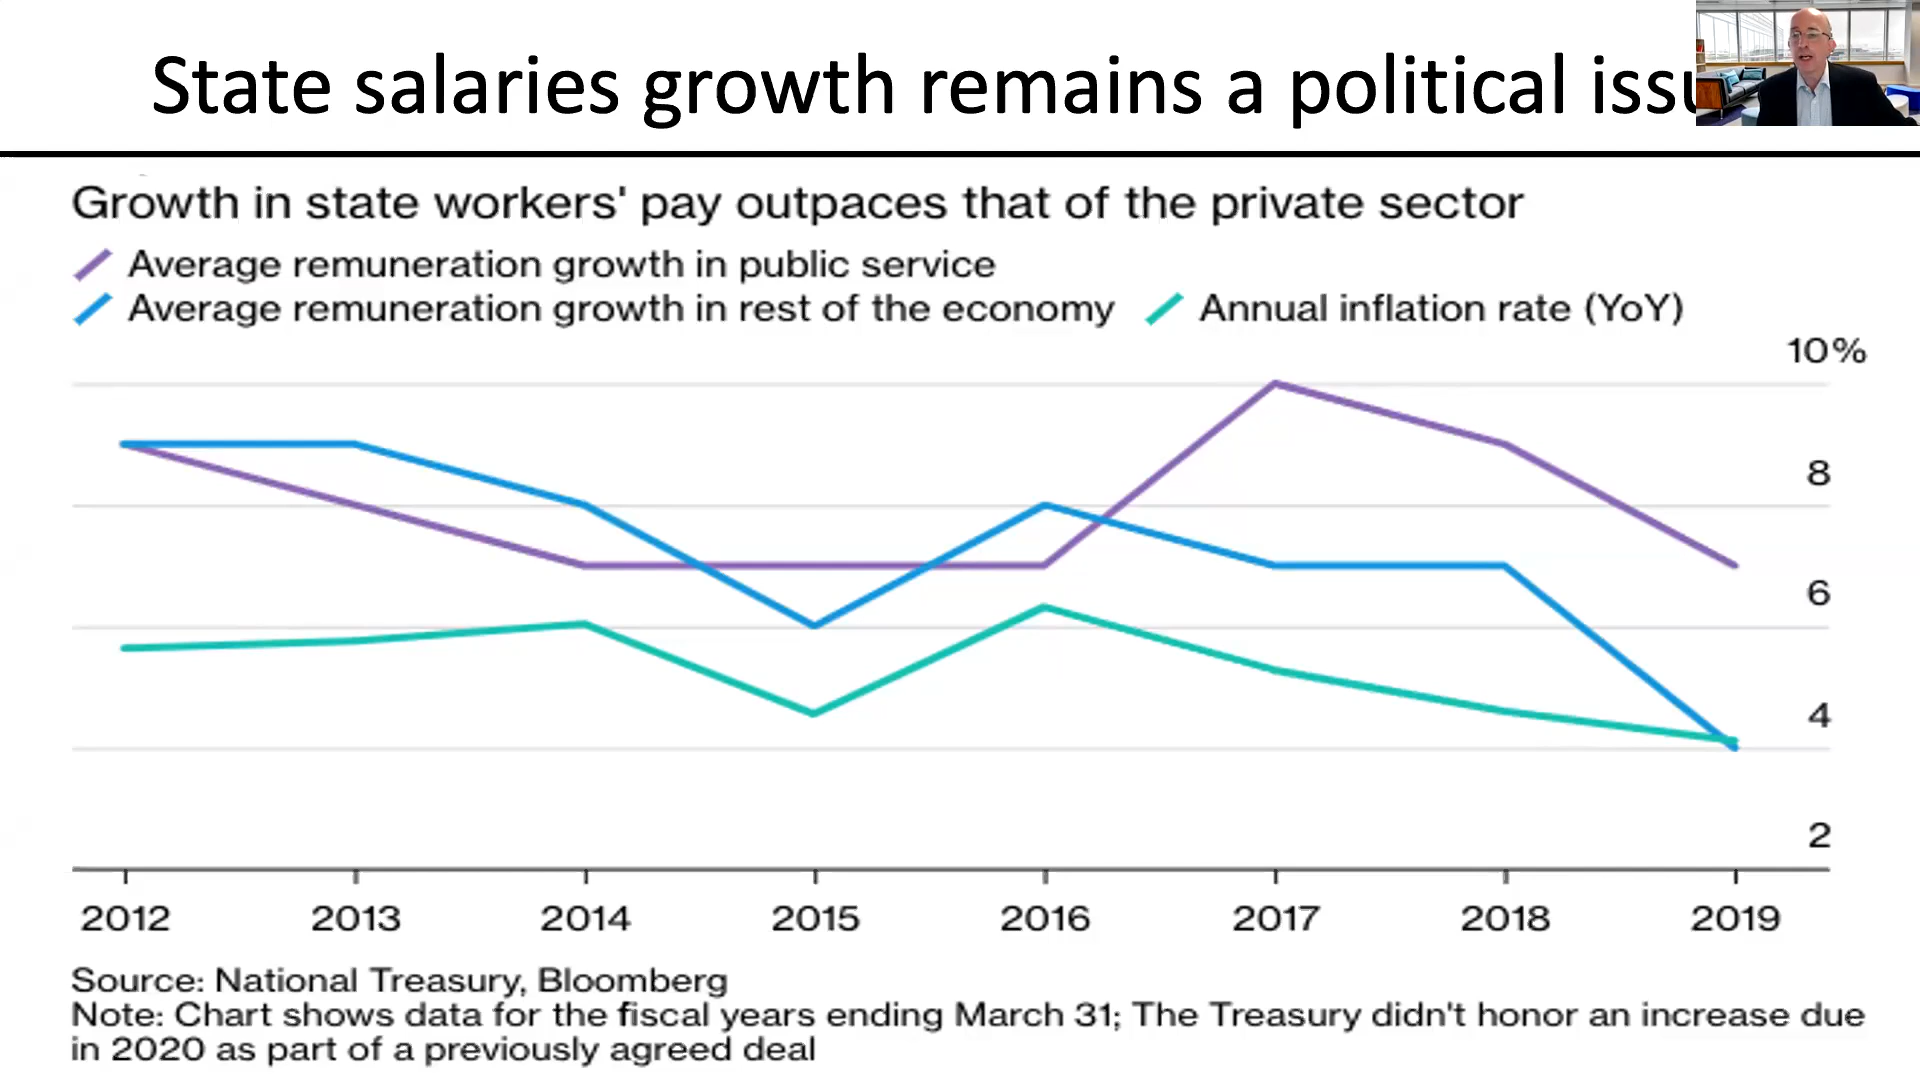 State salaries growth remains a political
Growth in state workers' pay outpaces that of the private sector
Average remuneration growth in public service
Average remuneration growth in rest of the economy Annual inflation rate (YoY)
10%
8
6
4
2
2012 2013 2014 2015 2016 2017 2018 2019
Source: National Treasury, Bloomberg
Note: Chart shows data for the fiscal years ending March 31; The Treasury didn't honor an increase due
in 2020 as part of a previously agreed deal